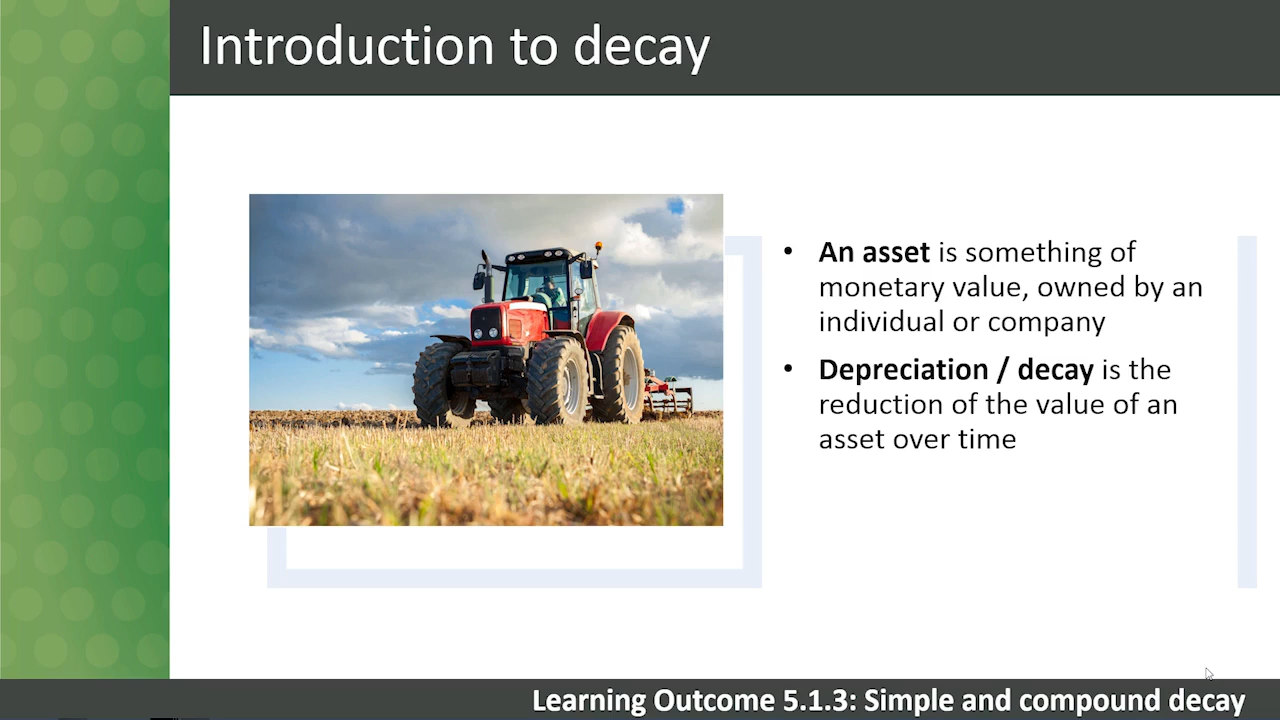 Introduction to decay
• An asset is something of
monetary value, owned by an
individual or company
• Depreciation / decay is the
reduction of the value of an
asset over time
Learning Outcome 5.1.3: Simple and compound decay